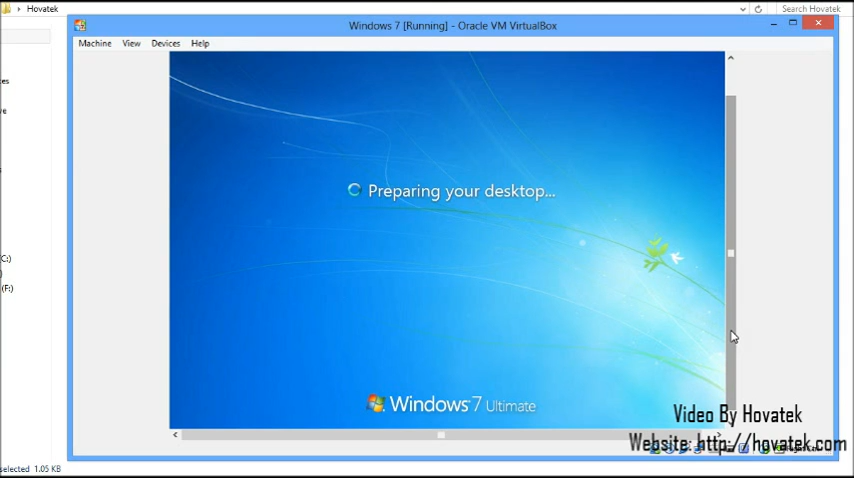 Hovatek
Search Hovatek
Windows 7 [Running] - Oracle VM VirtualBox
Machine View Devices Help
Preparing your desktop...
(F:)
Windows 7 Ultimate
Video By Hovatek
Website: http://hovatek.com
selected 1.05 KB